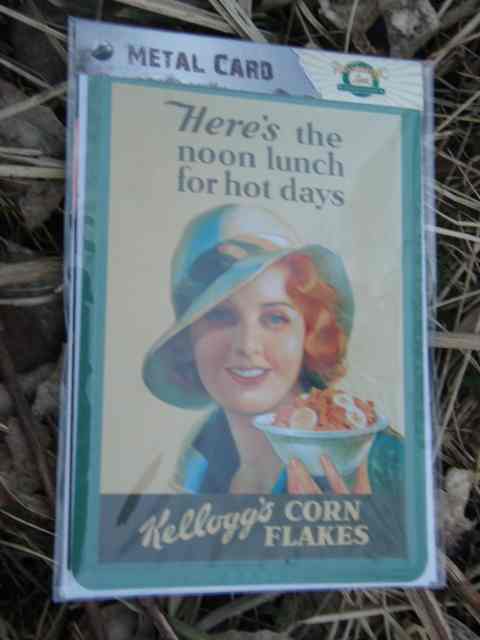 METAL CARD
Here's the
noon lunch
for hot days
Kellogg's CORN
FLAKES